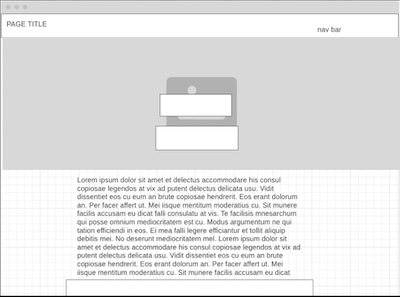 PAGE TITLE
nav bar
Lorem ipsum dolor sit amet et delectus accommodare his consul
copiosae legendos at vix ad putent delectus delicata usu. Vidit
dissentiet eos cu eum an brute copiosae hendrerit. Eos erant dolorum
an. Per facer affert ut. Mei iisque mentitum moderatius cu. Sit munere
facilis accusam eu dicat falli consulatu at vis. Te facilisis mnesarchum
qui posse omnium mediocritatem est cu. Modus argumentum ne qui
tation efficiendi in eos. Ei mea falli legere efficiantur et tollit aliquip
debitis mei. No deserunt mediocritatem mel. Lorem ipsum dolor sit
amet et delectus accommodare his consul copiosae legendos at vix ad
putent delectus delicata usu. Vidit dissentiet eos cu eum an brute
copiosae hendrerit. Eos erant dolorum an. Per facer affert ut. Mei
iisque mentitum moderatius cu. Sit munere facilis accusam eu dicat